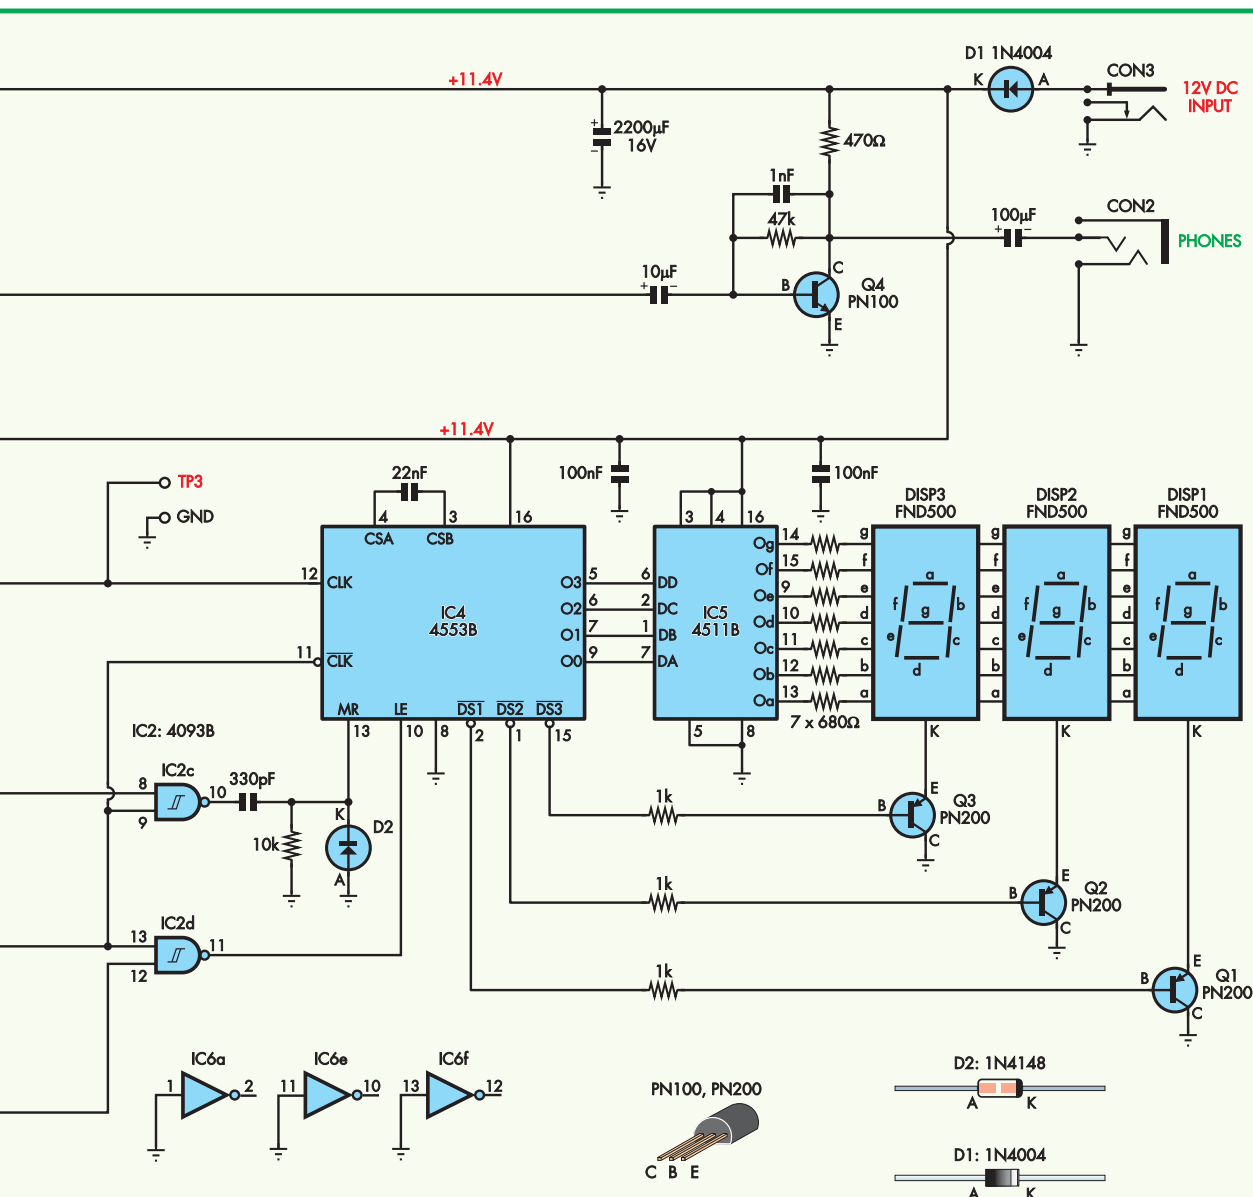 D1 1N4004
K
A
CON3
12V DC
INPUT
+11.4V
+
2200µF
16V
–
470Ω
1nF
47k
10µF
+
–
B
C
E
Q4
PN100
100µF
+
–
CON2
PHONES
+11.4V
TP3
GND
22nF
100nF
100nF
4
3
16
CSA
CSB
12
CLK
11
CLK
IC4
4553B
O3
5
O2
6
O1
7
O0
9
MR
LE
DS1
DS2
DS3
13
10
8
2
1
15
3
4
16
6
DD
2
DC
1
DB
7
DA
IC5
4511B
Og
14
Of
15
Oe
9
Od
10
Oc
11
Ob
12
Oa
13
5
8
7 x 680Ω
DISP3
FND500
DISP2
FND500
DISP1
FND500
g
f
e
d
c
b
a
a
f
b
g
e
c
d
K
g
f
e
d
c
b
a
a
f
b
g
e
c
d
K
g
f
e
d
c
b
a
a
f
b
g
e
c
d
K
IC2: 4093B
IC2c
8
9
10
330pF
10k
K
D2
A
IC2d
13
12
11
1k
B
E
C
Q3
PN200
1k
B
E
C
Q2
PN200
1k
B
E
C
Q1
PN200
IC6a
1
2
IC6e
11
10
IC6f
13
12
PN100, PN200
C B E
D2: 1N4148
A
K
D1: 1N4004
A
K